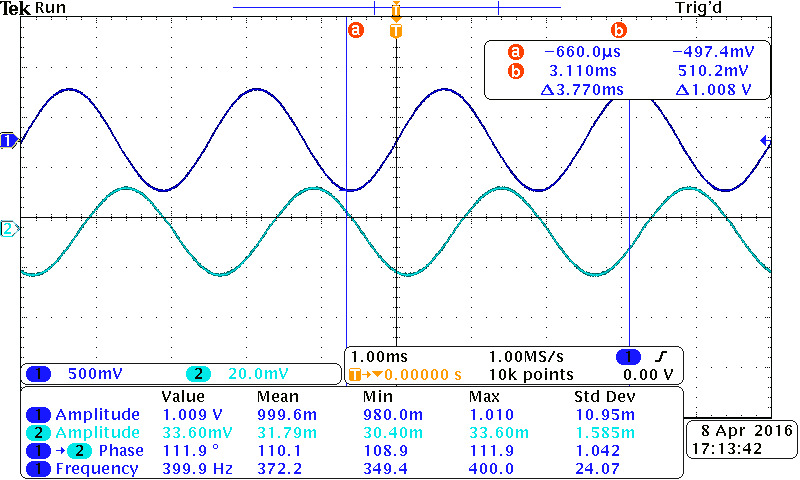 Tek Run Trig'd
T
a T b
a −660.0µs −497.4mV
b 3.110ms 510.2mV
Δ3.770ms Δ1.008 V
1
2
1.00ms 1.00MS/s 1
1 500mV 2 20.0mV T→▼0.00000 s 10k points 0.00 V
Value Mean Min Max Std Dev
1 Amplitude 1.009 V 999.6m 980.0m 1.010 10.95m
2 Amplitude 33.60mV 31.79m 30.40m 33.60m 1.585m
1 → 2 Phase 111.9 ° 110.1 108.9 111.9 1.042
1 Frequency 399.9 Hz 372.2 349.4 400.0 24.07
8 Apr 2016
17:13:42